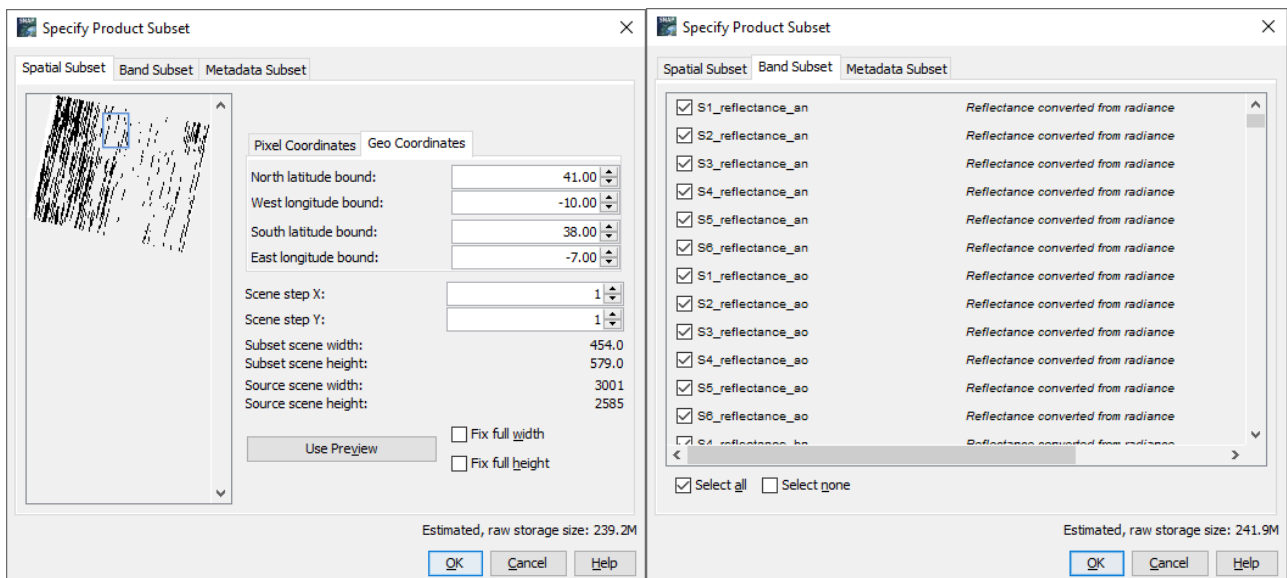 SNAP
Specify Product Subset
Spatial Subset Band Subset Metadata Subset
Pixel Coordinates Geo Coordinates
North latitude bound: 41.00
West longitude bound: -10.00
South latitude bound: 38.00
East longitude bound: -7.00
Scene step X: 1
Scene step Y: 1
Subset scene width: 454.0
Subset scene height: 579.0
Source scene width: 3001
Source scene height: 2585
Use Preview
Fix full width
Fix full height
Estimated, raw storage size: 239.2M
OK Cancel Help
SNAP
Specify Product Subset
Spatial Subset Band Subset Metadata Subset
S1_reflectance_an Reflectance converted from radiance
S2_reflectance_an Reflectance converted from radiance
S3_reflectance_an Reflectance converted from radiance
S4_reflectance_an Reflectance converted from radiance
S5_reflectance_an Reflectance converted from radiance
S6_reflectance_an Reflectance converted from radiance
S1_reflectance_ao Reflectance converted from radiance
S2_reflectance_ao Reflectance converted from radiance
S3_reflectance_ao Reflectance converted from radiance
S4_reflectance_ao Reflectance converted from radiance
S5_reflectance_ao Reflectance converted from radiance
S6_reflectance_ao Reflectance converted from radiance
S4_reflectance_bn Reflectance converted from radiance
Select all Select none
Estimated, raw storage size: 241.9M
OK Cancel Help